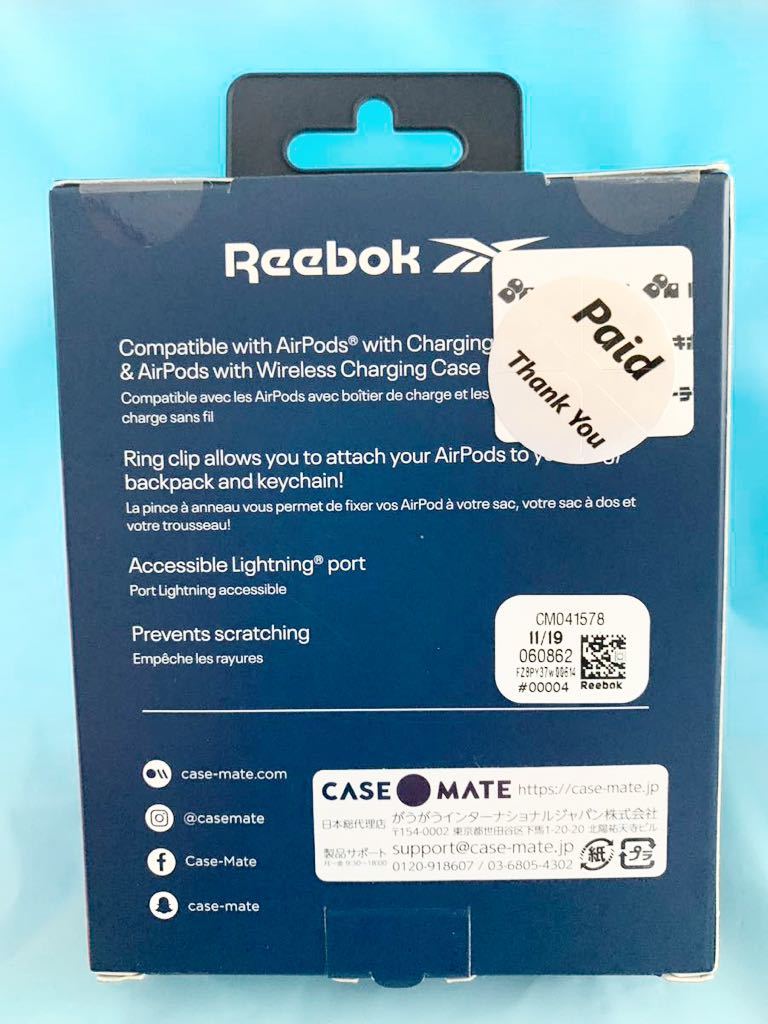 Reebok
Paid
Thank You
Compatible with AirPods® with Charging
& AirPods with Wireless Charging Case
Compatible avec les AirPods avec boîtier de charge et les
charge sans fil
Ring clip allows you to attach your AirPods to
backpack and keychain!
La pince à anneau vous permet de fixer vos AirPod à votre sac, votre sac à dos et
votre trousseau!
Accessible Lightning® port
Port Lightning accessible
Prevents scratching
Empêche les rayures
CM041578
11/19
060862
FZ8PY37W00614
#00004 Reebok
case-mate.com
@casemate
Case-Mate
case-mate
CASE MATE https://case-mate.jp
日本総代理店 がうがうインターナショナルジャパン株式会社
〒154-0002 東京都世田谷区下馬1-20-20 北陽祐天寺ビル
製品サポート support@case-mate.jp
月~金 9:30~18:00 0120-918607 / 03-6805-4302
紙 プラ